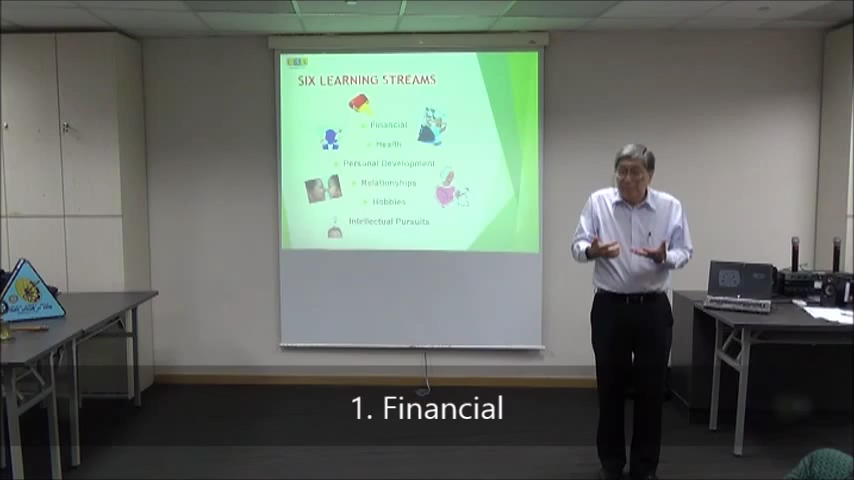 SIX LEARNING STREAMS
Financial
Health
Personal Development
Relationships
Hobbies
Intellectual Pursuits
1. Financial